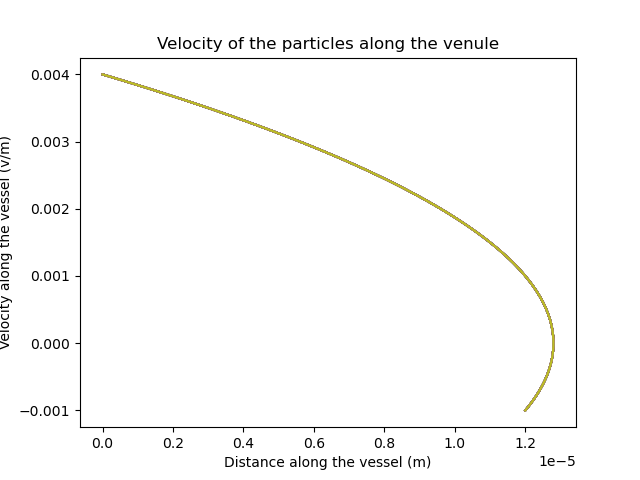 Velocity of the particles along the venule
Velocity along the vessel (v/m)
0.004
0.003
0.002
0.001
0.000
−0.001
0.0 0.2 0.4 0.6 0.8 1.0 1.2
1e−5
Distance along the vessel (m)